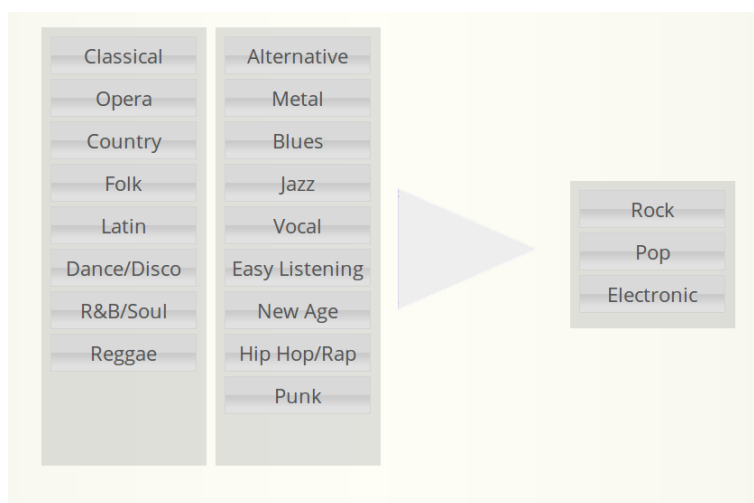 Classical
Opera
Country
Folk
Latin
Dance/Disco
R&B/Soul
Reggae
Alternative
Metal
Blues
Jazz
Vocal
Easy Listening
New Age
Hip Hop/Rap
Punk
Rock
Pop
Electronic